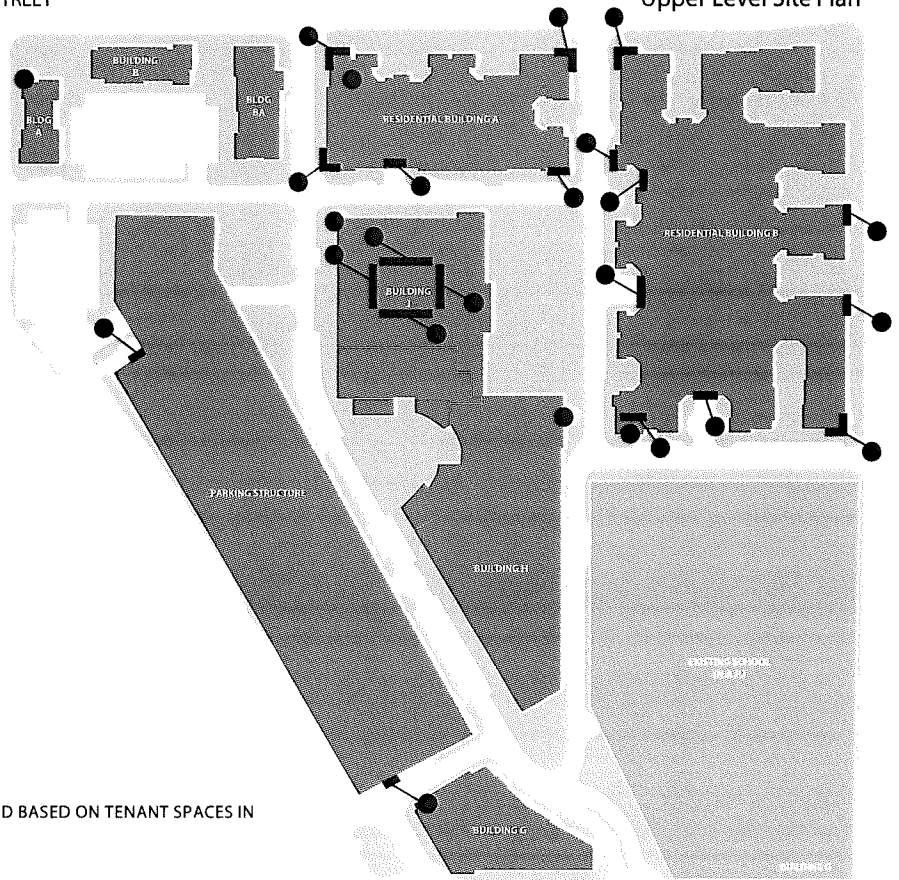 TREET
Upper Level Site Plan
BUILDING
B
BLDG
A
BLDG
BA
RESIDENTIAL BUILDING A
RESIDENTIAL BUILDING B
BUILDING
J
PARKING STRUCTURE
BUILDING H
EXISTING SCHOOL
(N.A.P.)
D BASED ON TENANT SPACES IN
BUILDING G